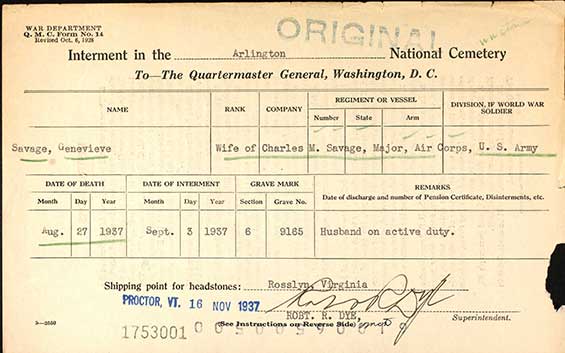 WAR DEPARTMENT
Q. M. C. Form No. 14
Revised Oct. 6, 1928
ORIGINAL
Interment in the Arlington National Cemetery
To—The Quartermaster General, Washington, D. C.
NAME RANK COMPANY REGIMENT OR VESSEL DIVISION, IF WORLD WAR SOLDIER
Number State Arm
Savage, Genevieve Wife of Charles M. Savage, Major, Air Corps, U. S. Army
DATE OF DEATH DATE OF INTERMENT GRAVE MARK REMARKS
Month Day Year Month Day Year Section Grave No. Date of discharge and number of Pension Certificate, Disinterments, etc.
Aug. 27 1937 Sept. 3 1937 6 9165 Husband on active duty.
Shipping point for headstones: Rosslyn, Virginia
PROCTOR, VT. 16 NOV 1937
ROBT. R. DYE, Superintendent.
3—2660 (See Instructions on Reverse Side)
1753001